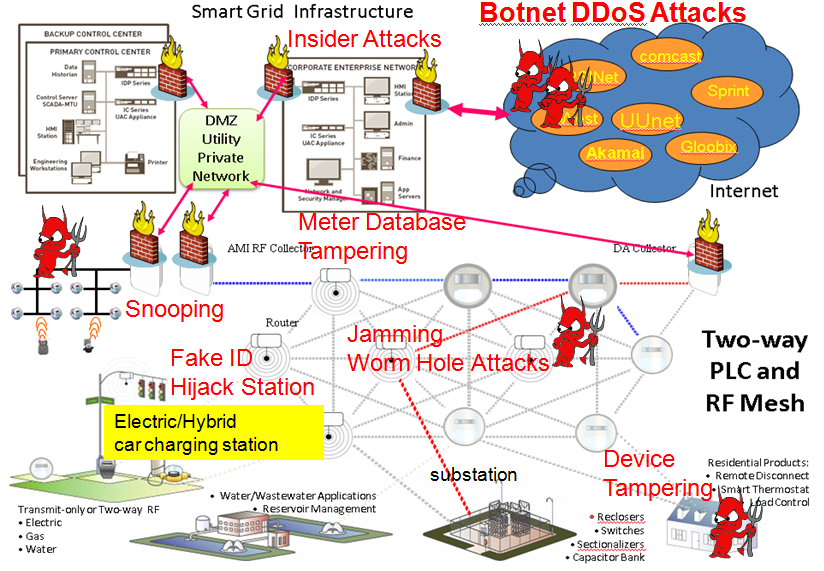 Smart Grid Infrastructure
Botnet DDoS Attacks
Insider Attacks
BACKUP CONTROL CENTER
PRIMARY CONTROL CENTER
Data
Historian
IDP Series
Control Server
SCADA-MTU
IC Series
UAC Appliance
HMI
Station
Engineering
Workstations
Printer
DMZ
Utility
Private
Network
CORPORATE ENTERPRISE NETWORK
IDP Series
HMI
Station
IC Series
UAC Appliance
Admin
Finance
Network and
Security Manager
App
Servers
comcast
Sprint
UUnet
Akamai
Gloobix
Internet
Meter Database
Tampering
AMI RF Collector
DA Collector
Snooping
Router
Jamming
Worm Hole Attacks
Fake ID
Hijack Station
Two-way
PLC and
RF Mesh
Electric/Hybrid
car charging station
substation
Device
Tampering
Residential Products:
• Remote Disconnect
• Smart Thermostat
Load Control
Transmit-only or Two-way RF
• Electric
• Gas
• Water
• Water/Wastewater Applications
• Reservoir Management
• Reclosers
• Switches
• Sectionalizers
• Capacitor Bank